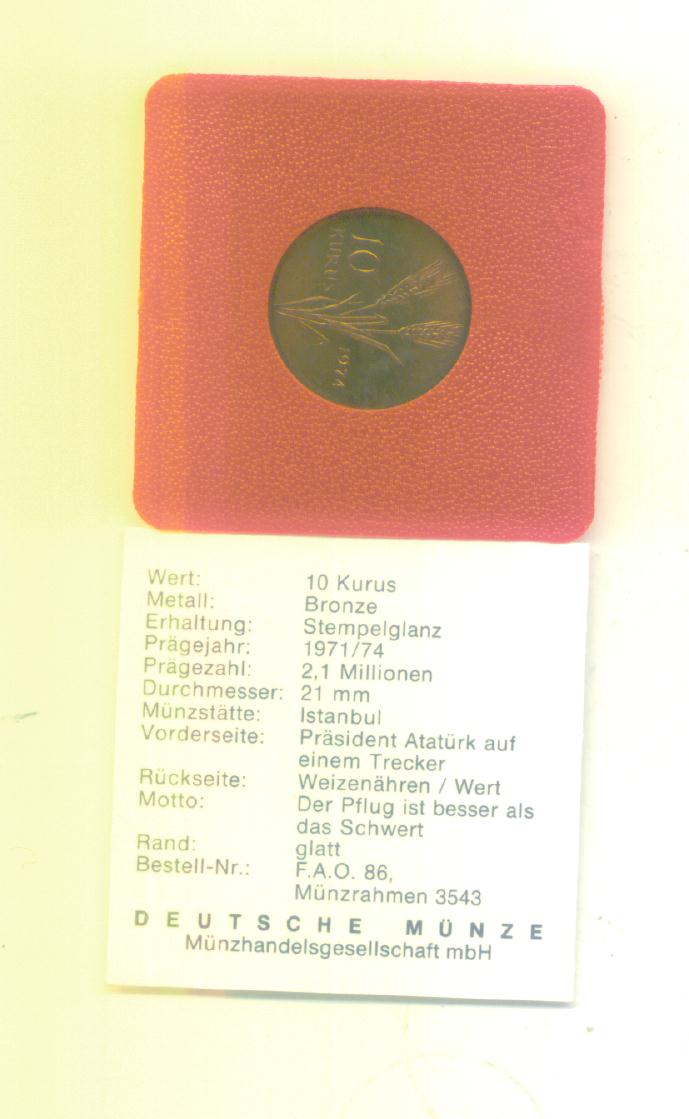 10
KURUS
1974
Wert: 10 Kurus
Metall: Bronze
Erhaltung: Stempelglanz
Prägejahr: 1971/74
Prägezahl: 2,1 Millionen
Durchmesser: 21 mm
Münzstätte: Istanbul
Vorderseite: Präsident Atatürk auf
einem Trecker
Rückseite: Weizenähren / Wert
Motto: Der Pflug ist besser als
das Schwert
Rand: glatt
Bestell-Nr.: F.A.O. 86,
Münzrahmen 3543
DEUTSCHE MÜNZE
Münzhandelsgesellschaft mbH